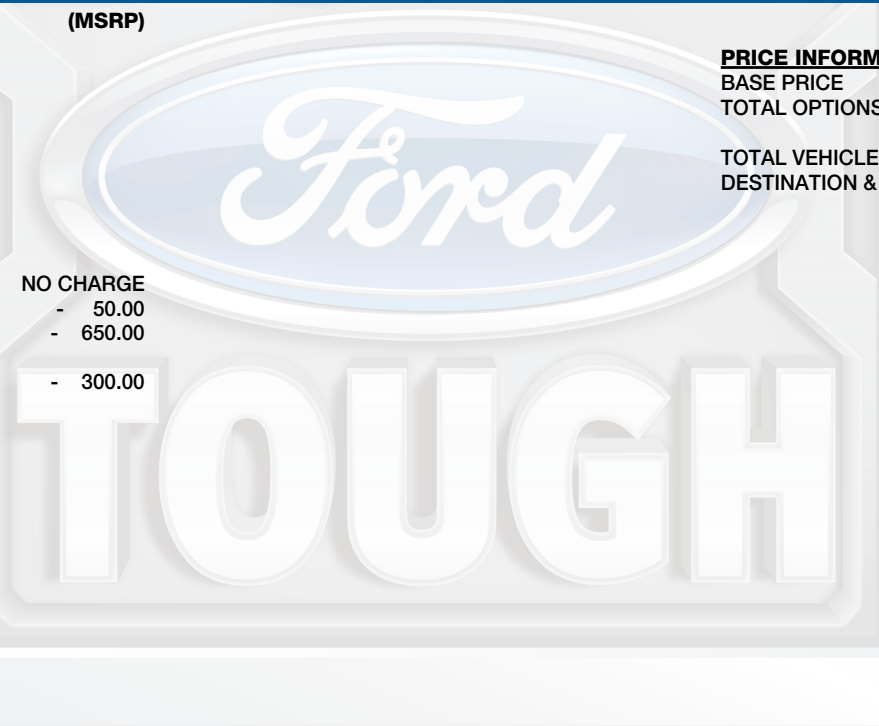 (MSRP)
NO CHARGE
- 50.00
- 650.00
- 300.00
PRICE INFORM
BASE PRICE
TOTAL OPTIONS
TOTAL VEHICLE
DESTINATION &
Ford
TOUGH